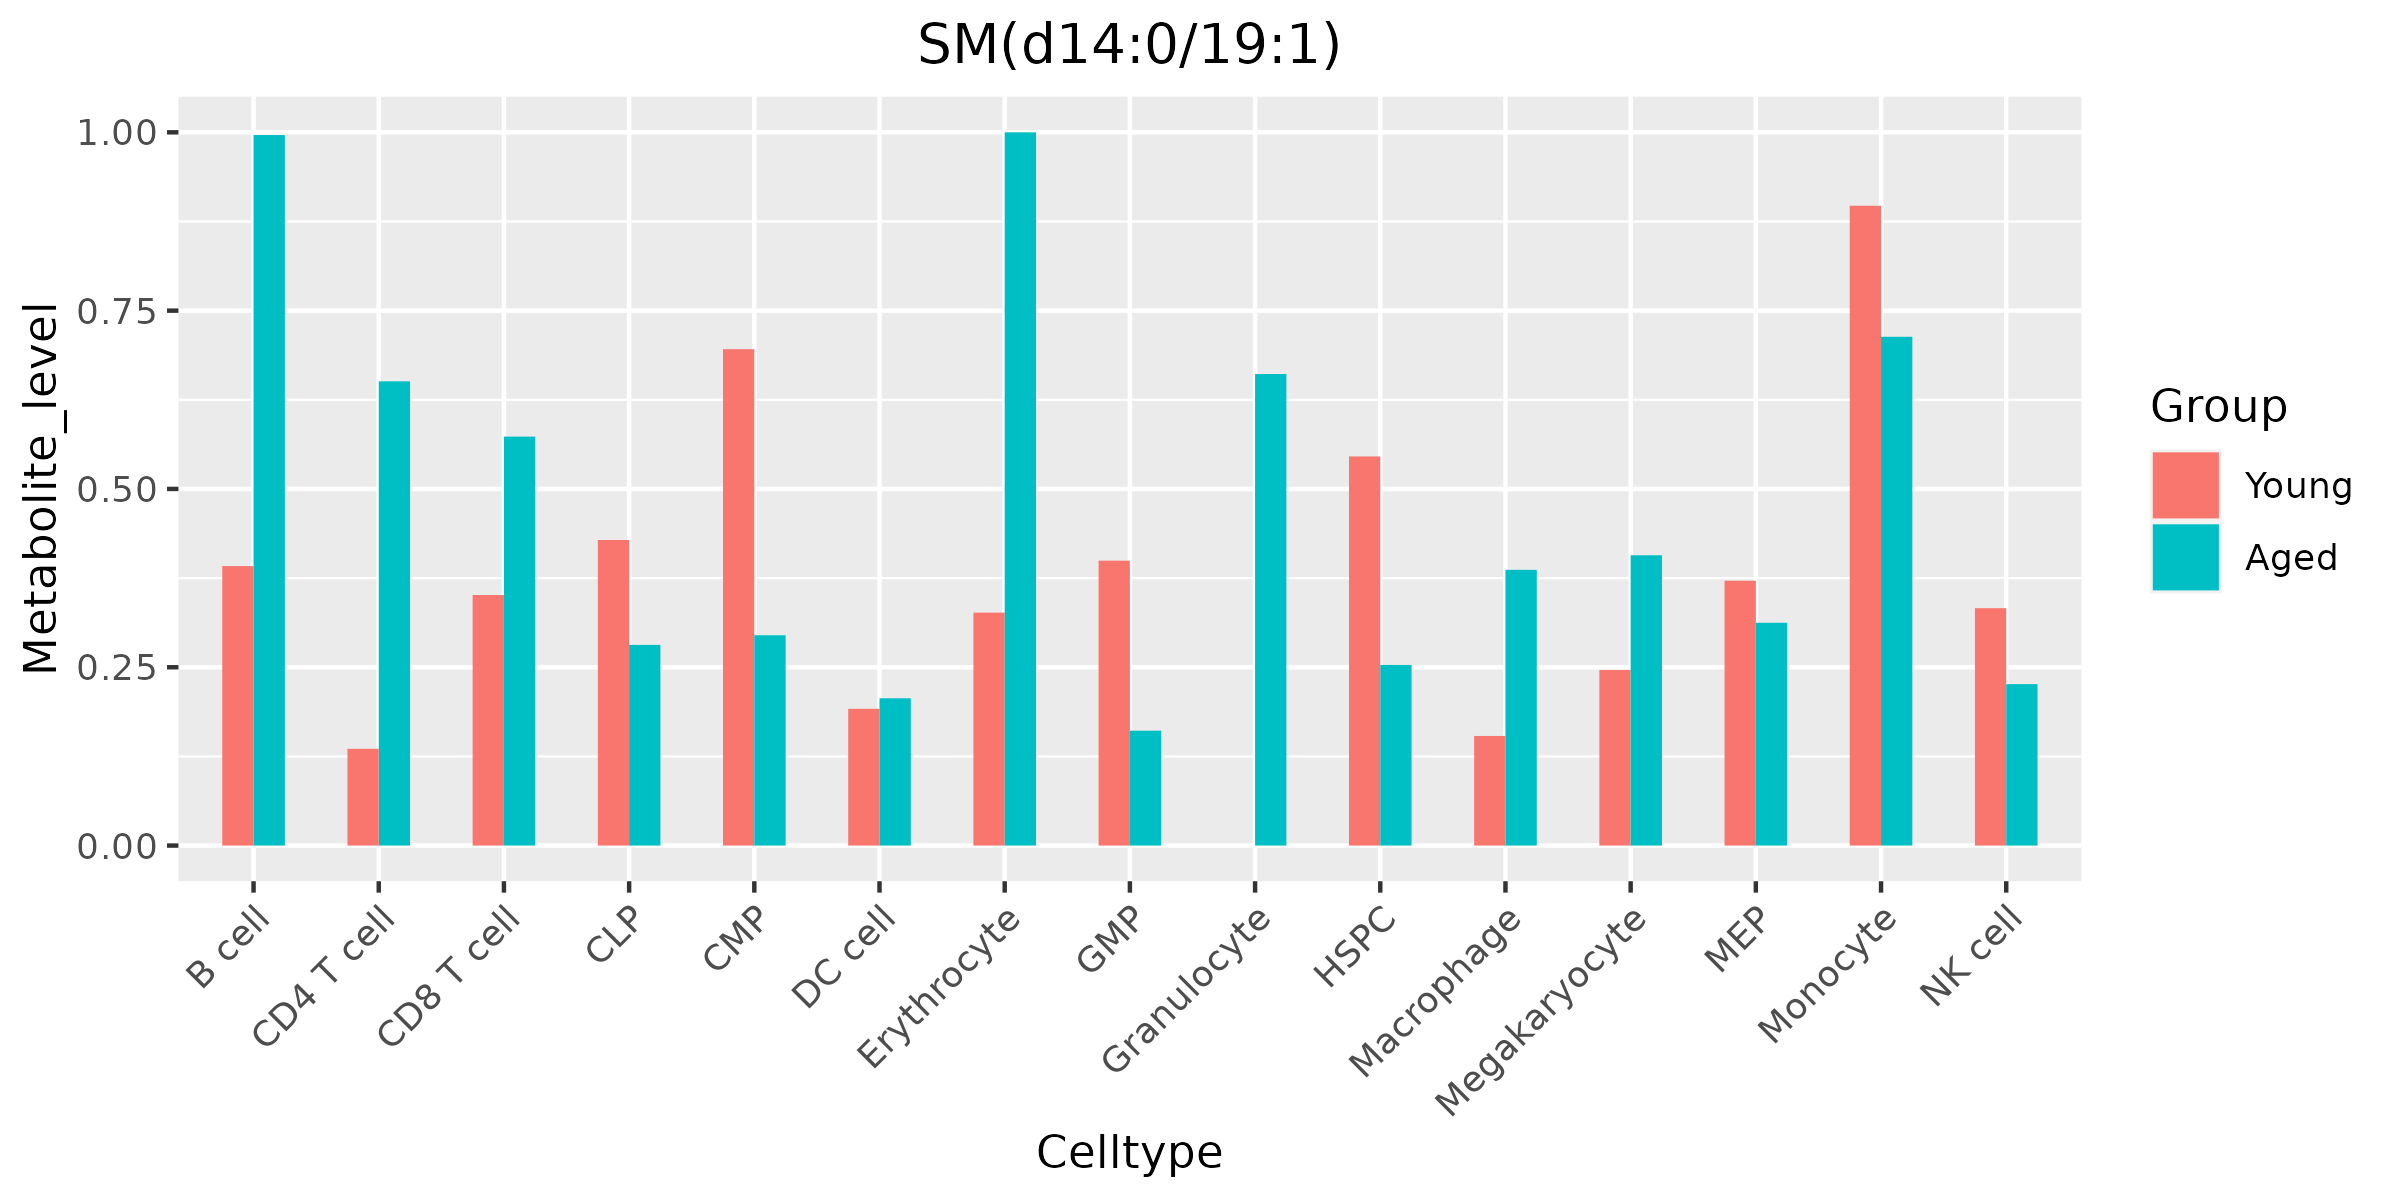 SM(d14:0/19:1)
Metabolite_level
1.00
0.75
0.50
0.25
0.00
B cell
CD4 T cell
CD8 T cell
CLP
CMP
DC cell
Erythrocyte
GMP
Granulocyte
HSPC
Macrophage
Megakaryocyte
MEP
Monocyte
NK cell
Celltype
Group
Young
Aged